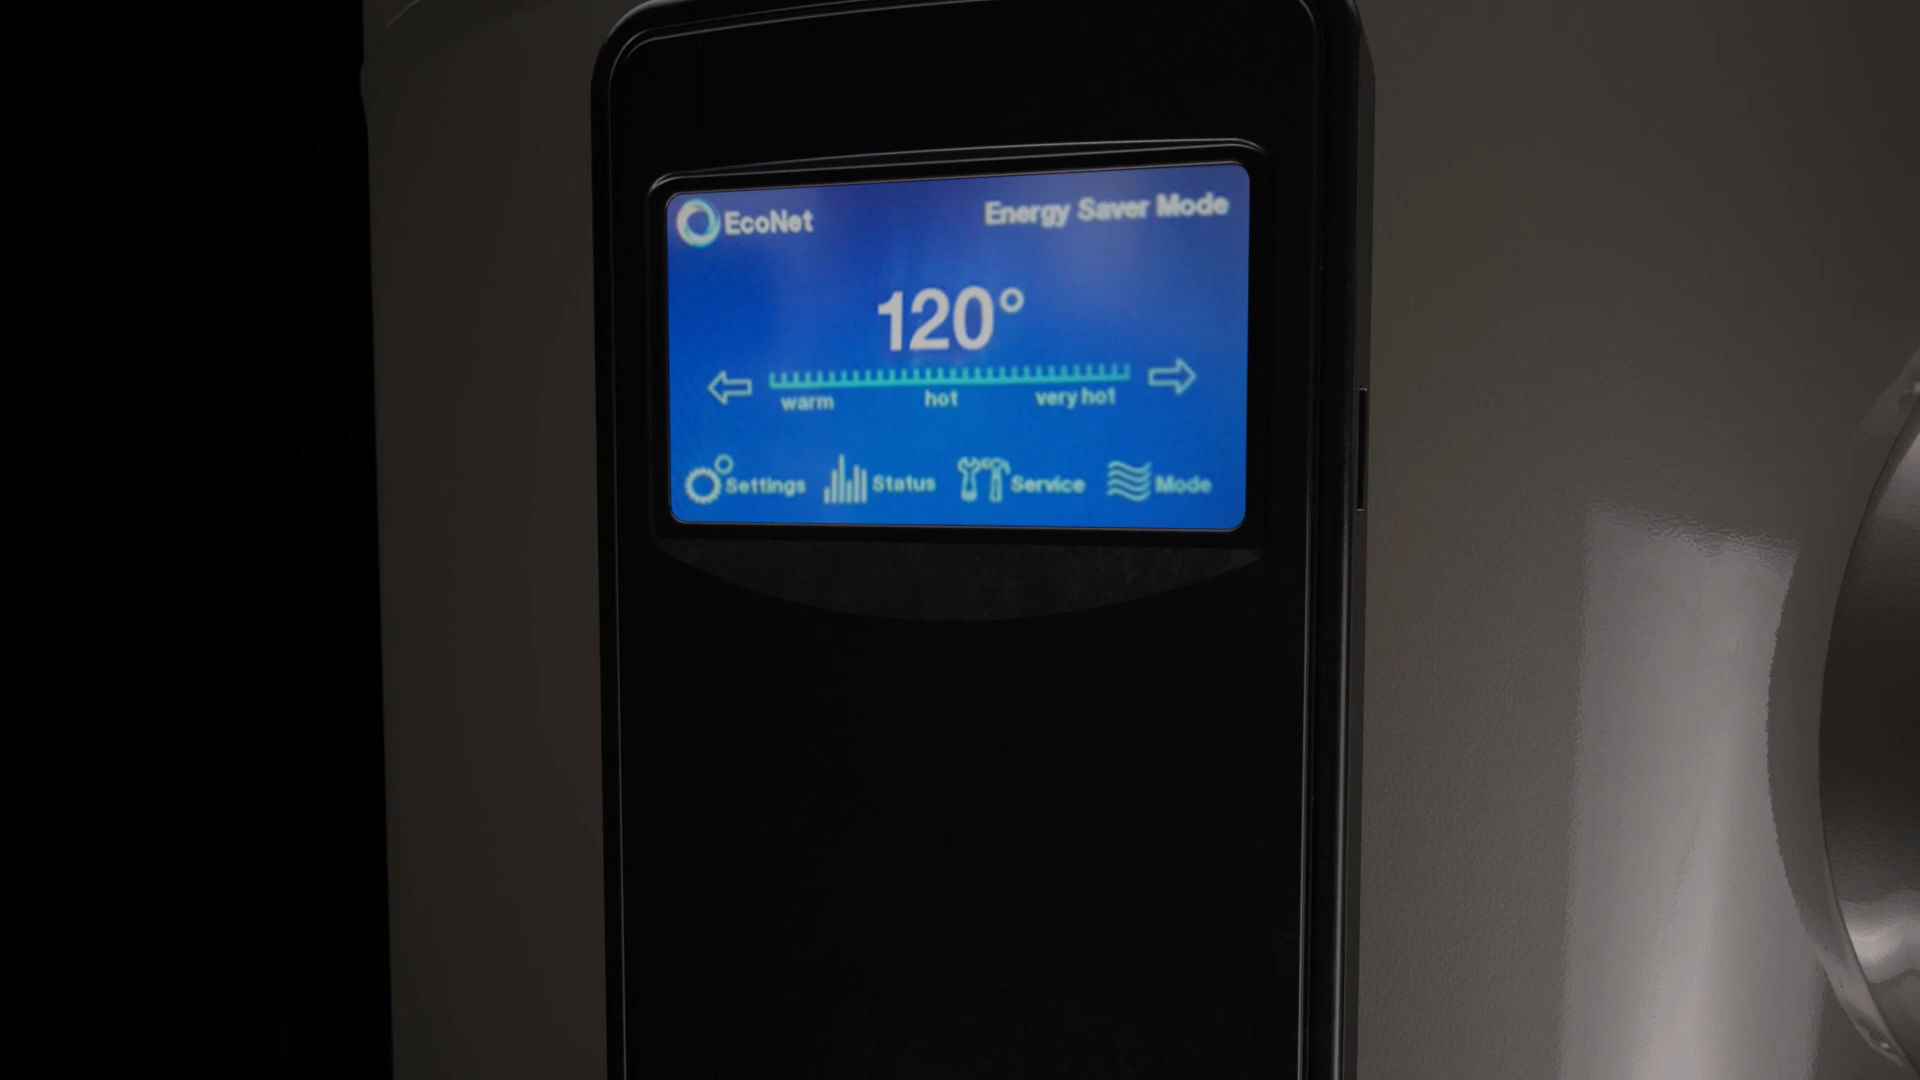 EcoNet
Energy Saver Mode
120°
warm hot very hot
Settings Status Service Mode